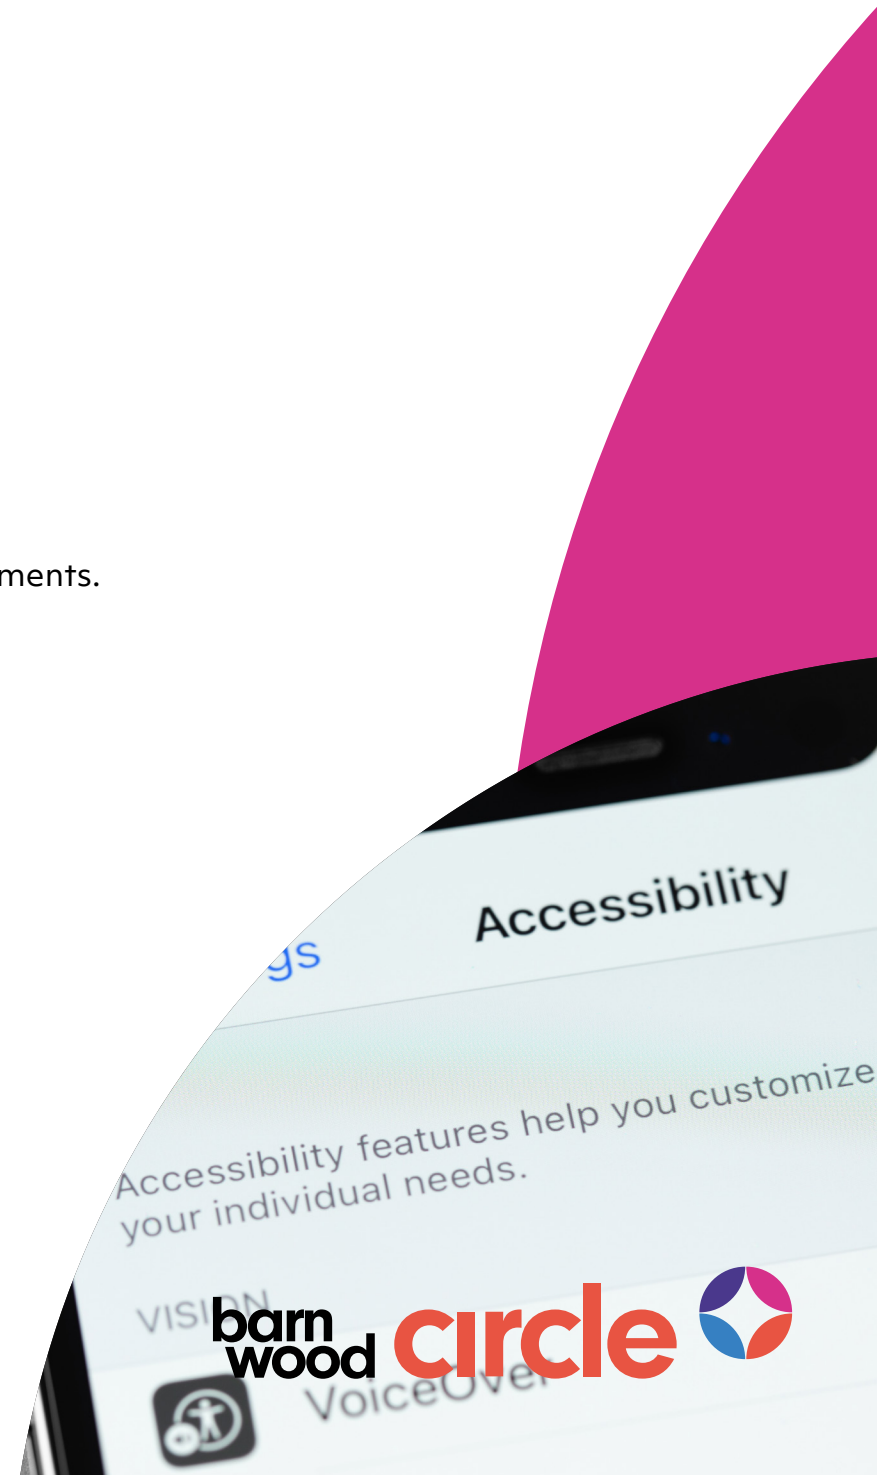 ments.
gs
Accessibility
Accessibility features help you customize
your individual needs.
VISION
barn
wood
circle
VoiceOver